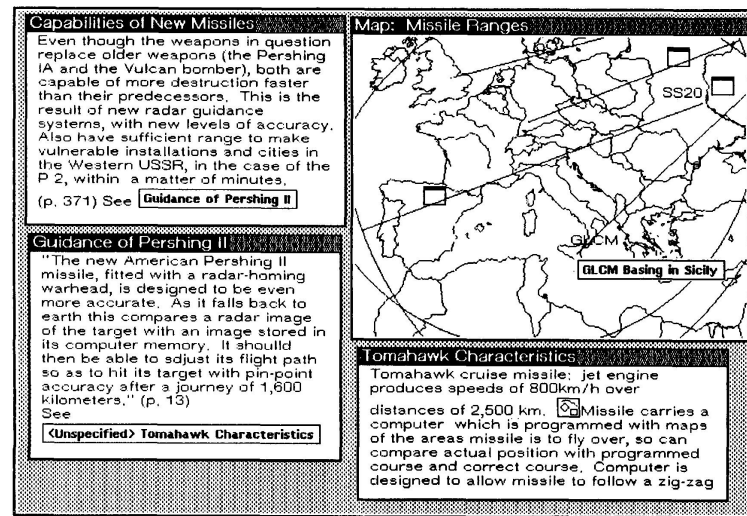 Capabilities of New Missiles
Even though the weapons in question
replace older weapons (the Pershing
IA and the Vulcan bomber), both are
capable of more destruction faster
than their predecessors. This is the
result of new radar guidance
systems, with new levels of accuracy.
Also have sufficient range to make
vulnerable installations and cities in
the Western USSR, in the case of the
P 2, within a matter of minutes.
(p. 371) See Guidance of Pershing II
Guidance of Pershing II
"The new American Pershing II
missile, fitted with a radar-homing
warhead, is designed to be even
more accurate. As it falls back to
earth this compares a radar image
of the target with an image stored in
its computer memory. It shoulld
then be able to sdjust its flight path
so as to hit its target with pin-point
accuracy after a journey of 1,600
kilometers." (p. 13)
See
<Unspecified> Tomahawk Characteristics
Map: Missile Ranges
SS20
GLCM
GLCM Basing in Sicily
Tomahawk Characteristics
Tomahawk cruise missile: jet engine
produces speeds of 800km/h over
distances of 2,500 km. Missile carries a
computer which is programmed with maps
of the areas missile is to fly over, so can
compare actual position with programmed
course and correct course. Computer is
designed to allow missile to follow a zig-zag